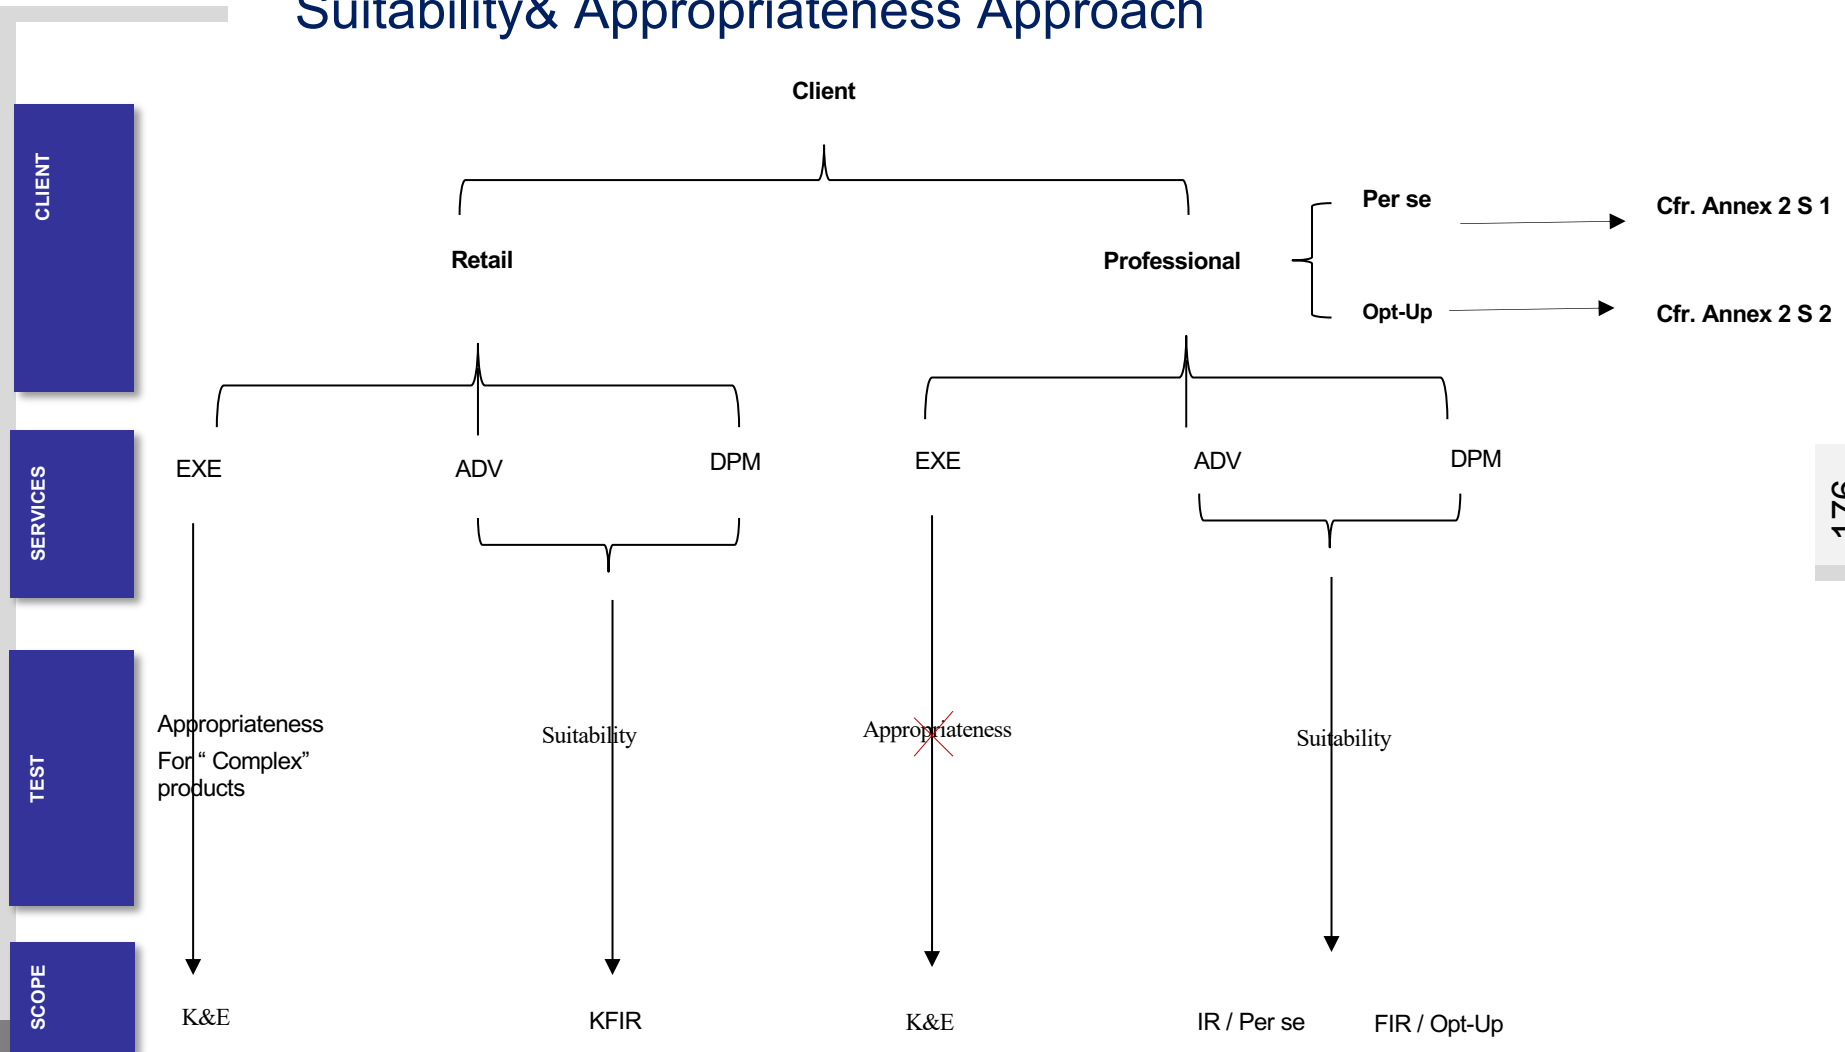 Suitability& Appropriateness Approach
Client
CLIENT
Per se
Cfr. Annex 2 S 1
Retail
Professional
Opt-Up
Cfr. Annex 2 S 2
SERVICES
EXE
ADV
DPM
EXE
ADV
DPM
176
TEST
Appropriateness
For “ Complex”
products
Suitability
Appropriateness
Suitability
SCOPE
K&E
KFIR
K&E
IR / Per se
FIR / Opt-Up